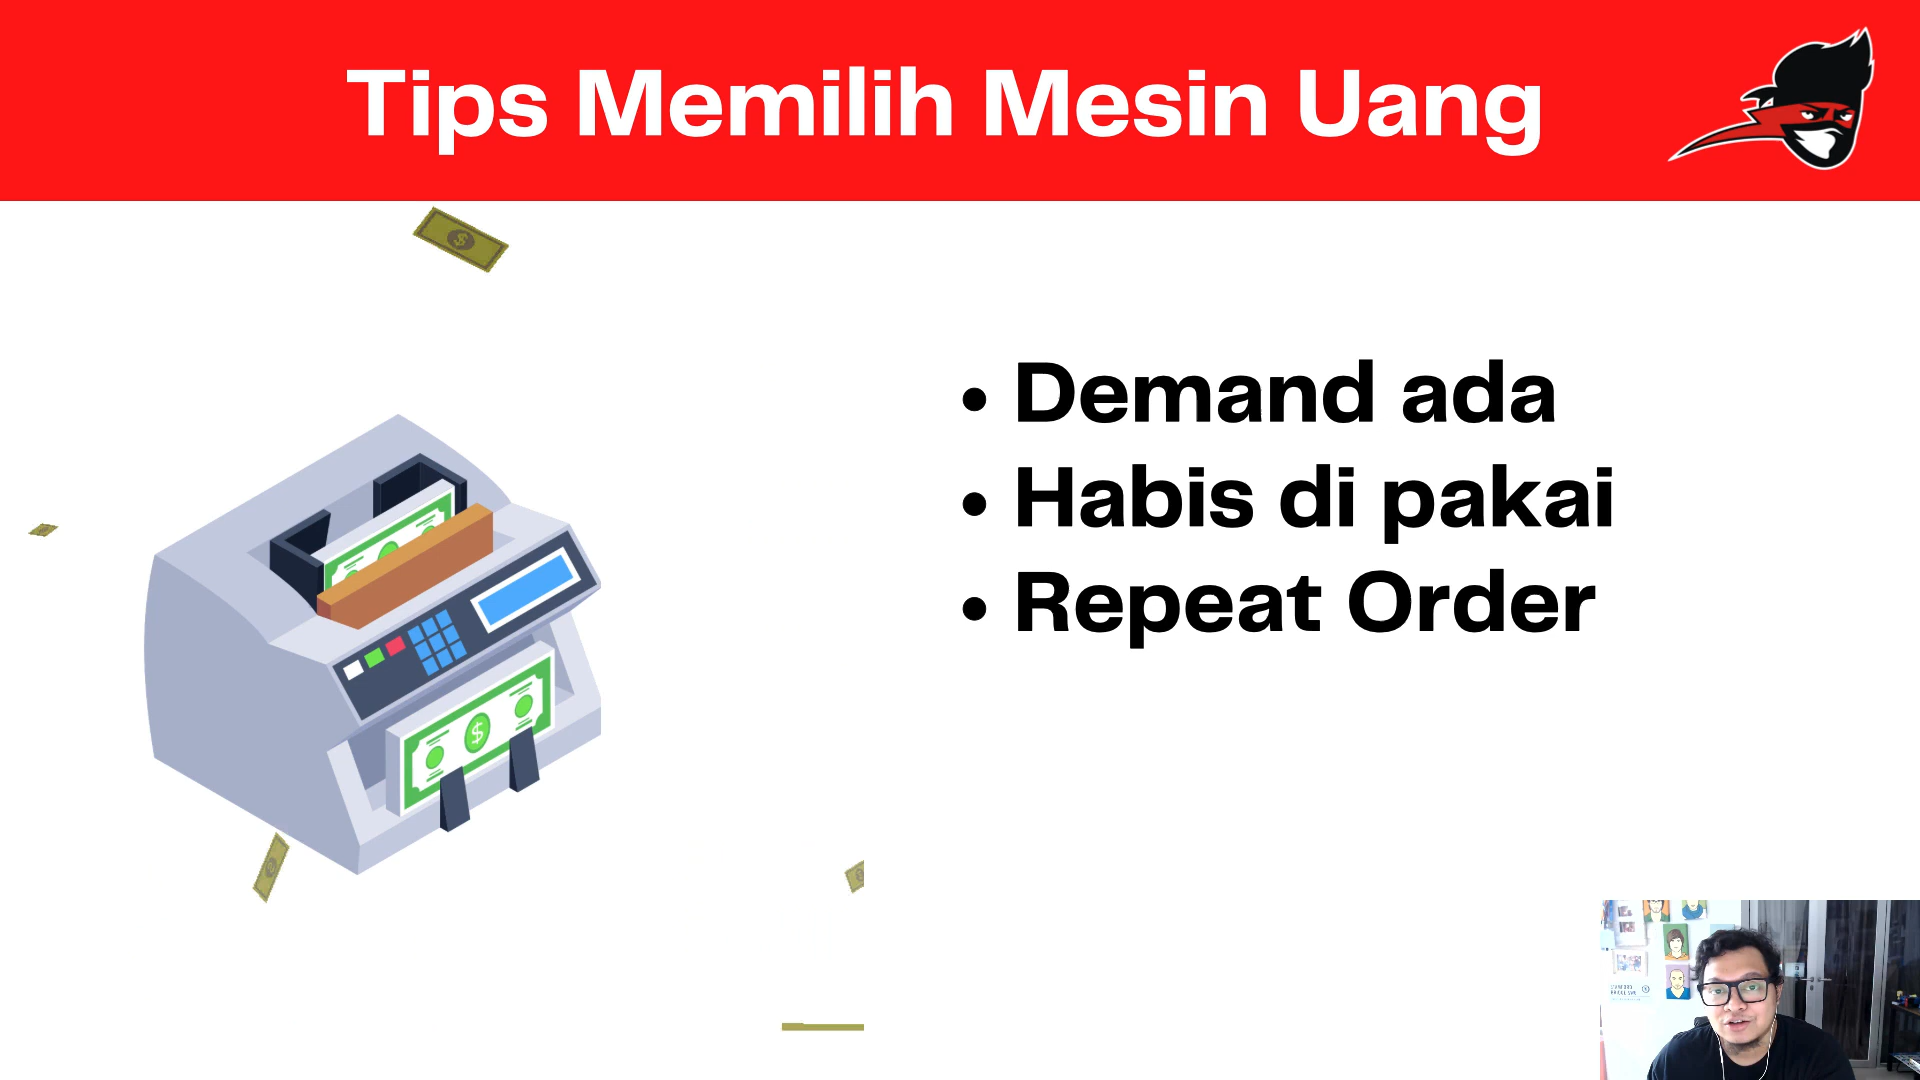 Tips Memilih Mesin Uang
• Demand ada
• Habis di pakai
• Repeat Order